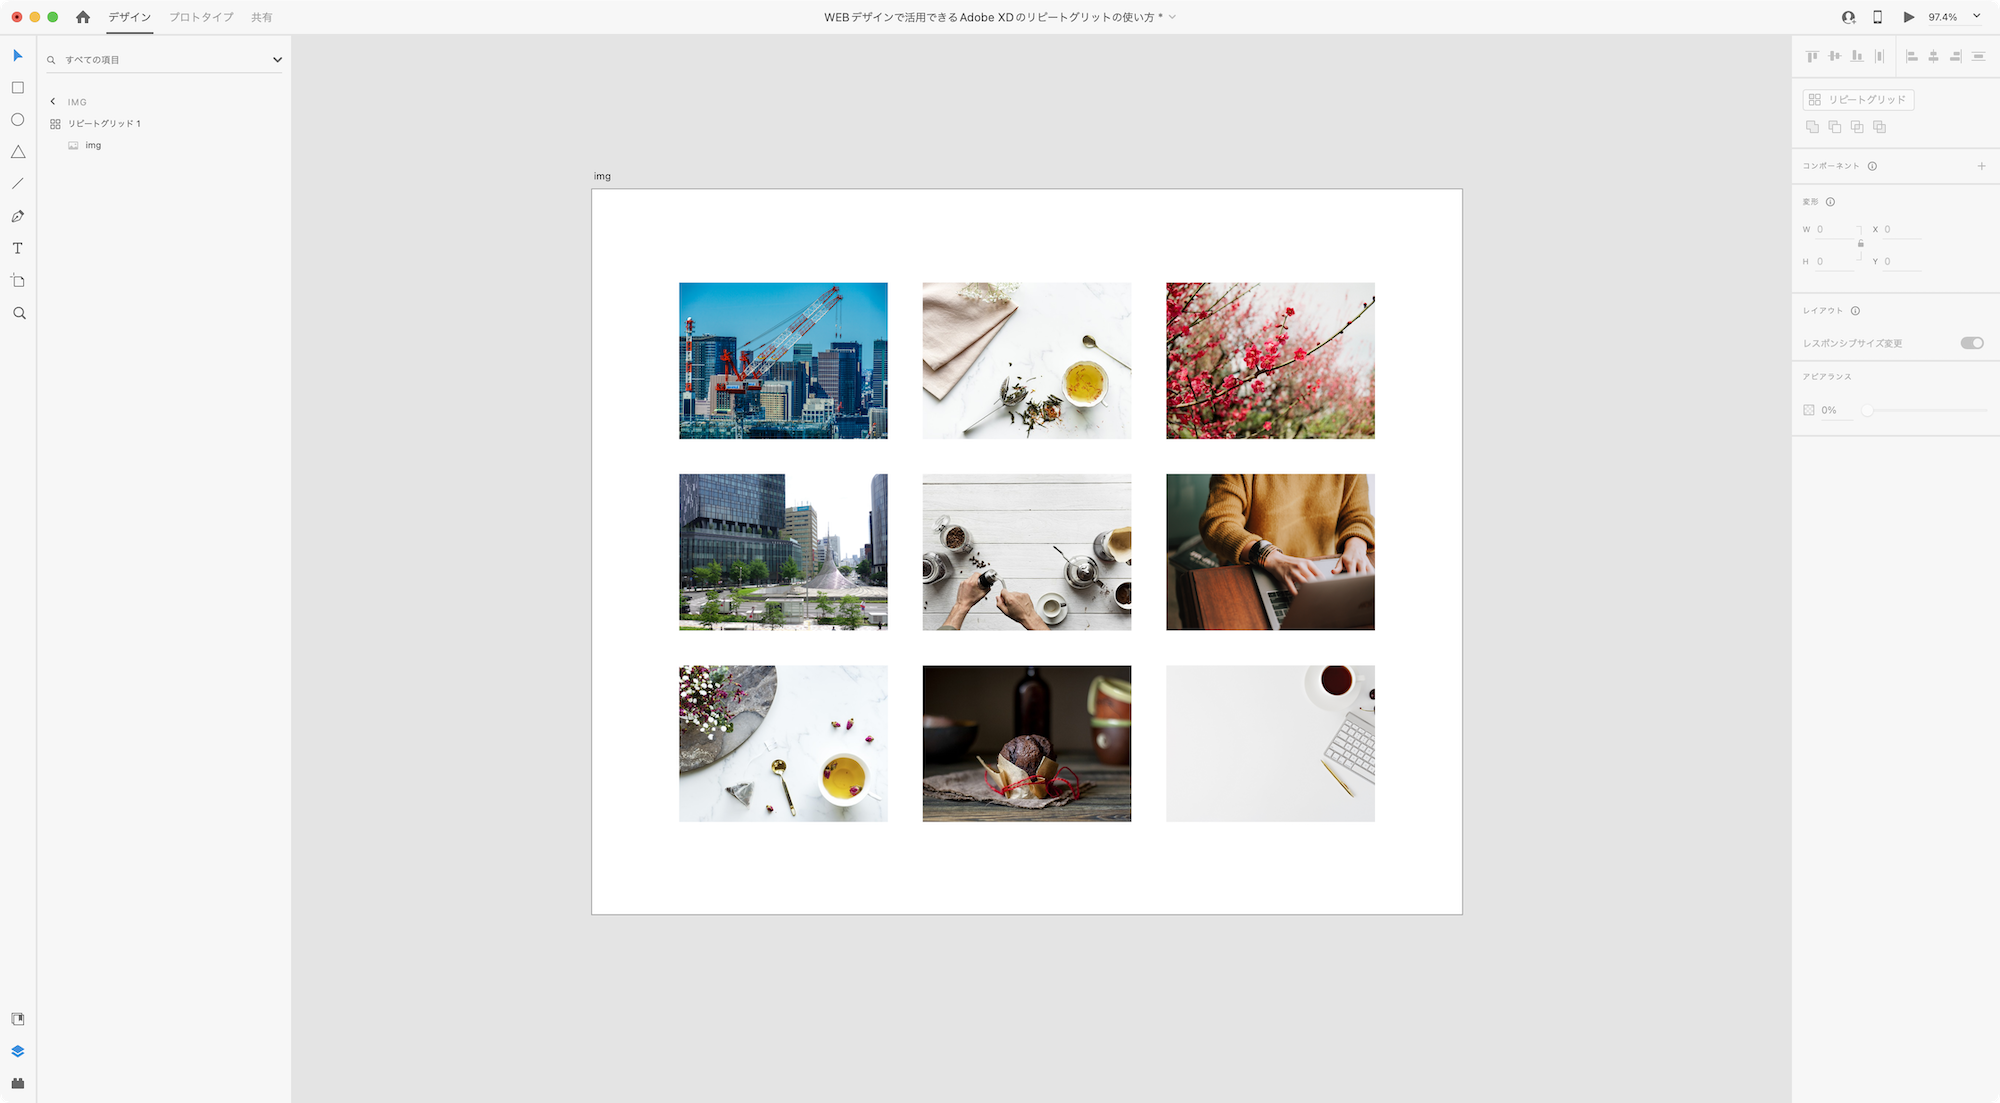 デザイン プロトタイプ 共有 WEBデザインで活用できるAdobe XDのリピートグリットの使い方 * 97.4%
すべての項目
IMG
リピートグリッド 1
img
img
リピートグリッド
コンポーネント
変形
W 0 X 0
H 0 Y 0
レイアウト
レスポンシブサイズ変更
アピアランス
0%